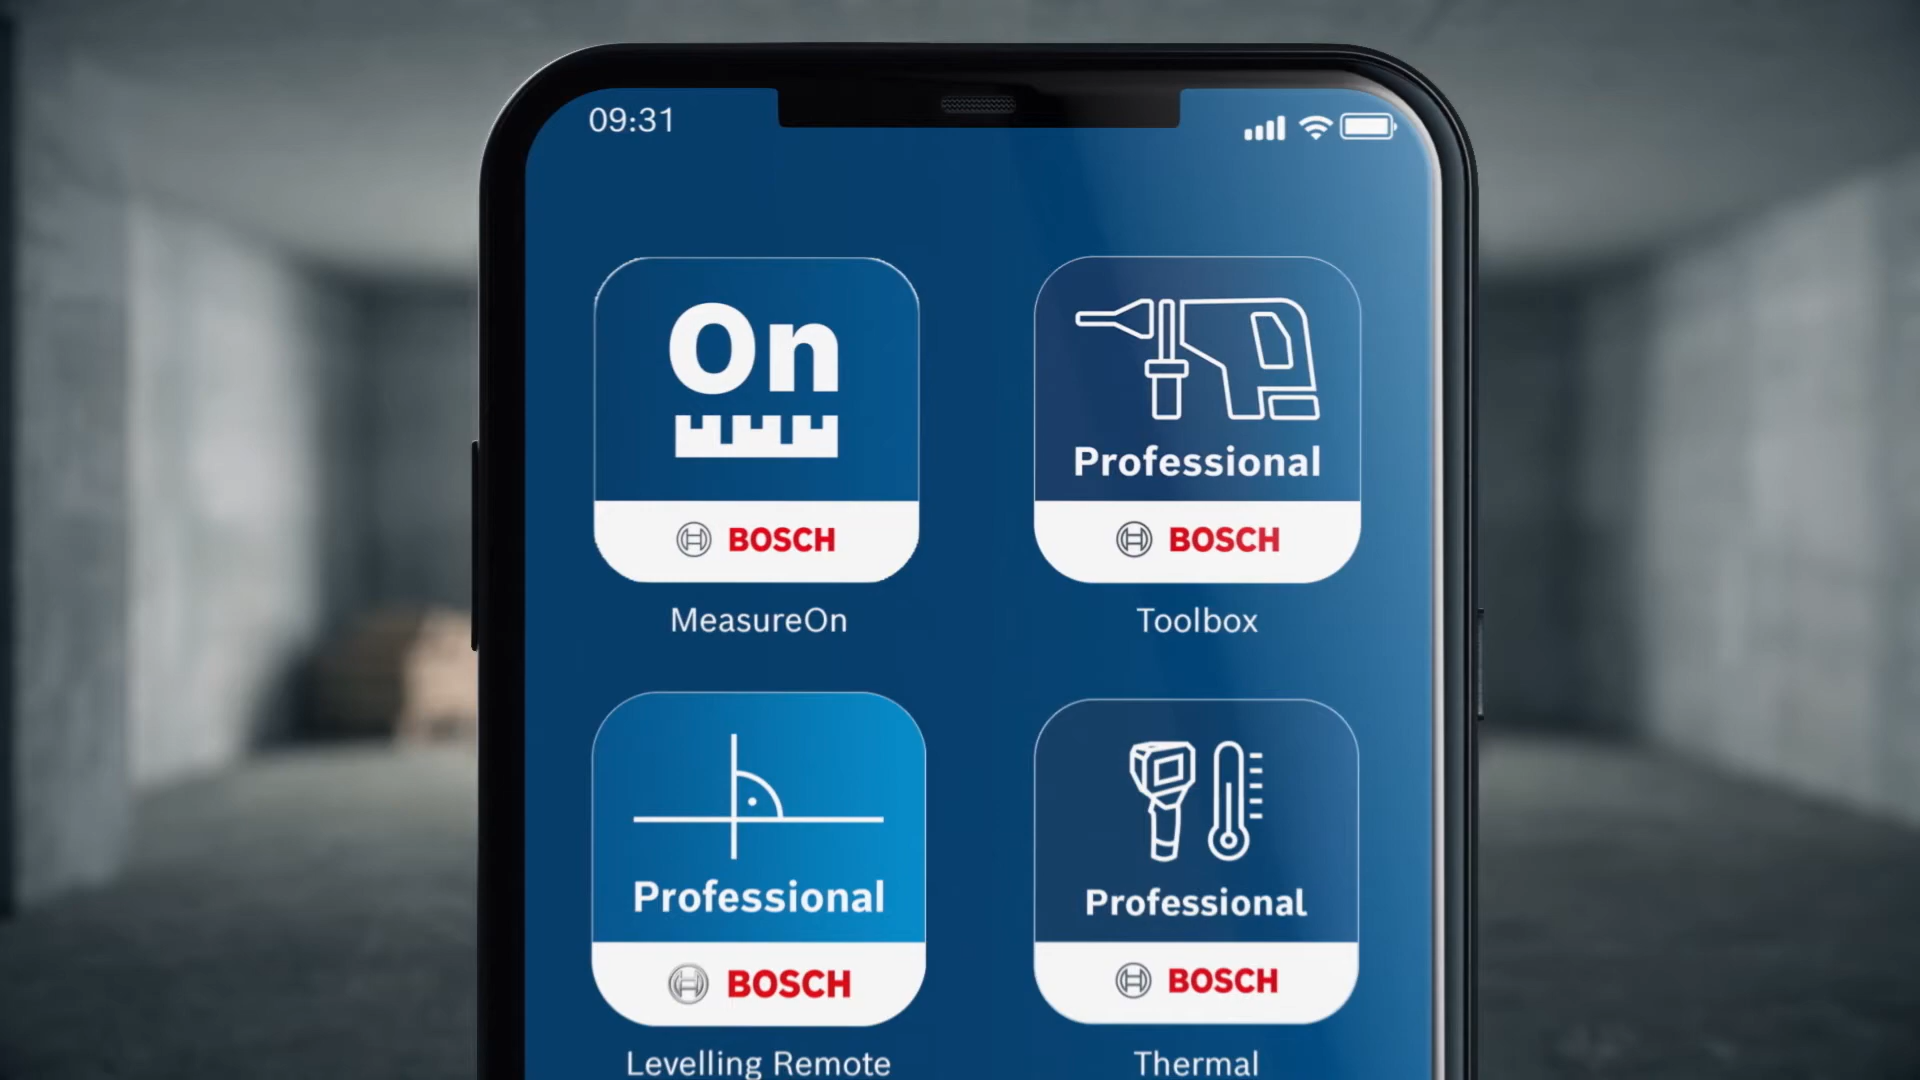 09:31
On
BOSCH
MeasureOn
Professional
BOSCH
Toolbox
Professional
BOSCH
Levelling Remote
Professional
BOSCH
Thermal